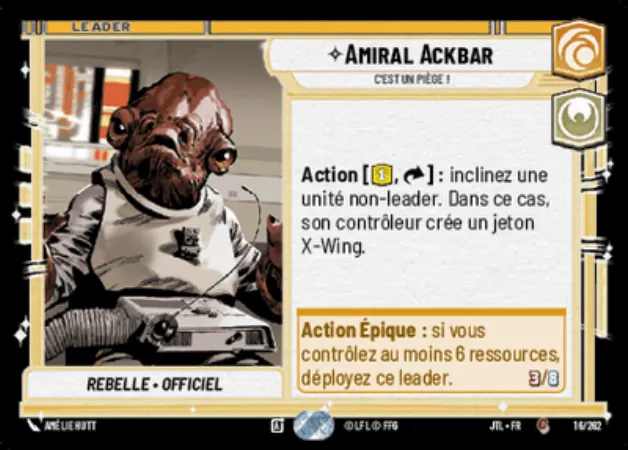 LEADER
AMIRAL ACKBAR
C'EST UN PIÈGE !
Action [1, ] : inclinez une
unité non-leader. Dans ce cas,
son contrôleur crée un jeton
X-Wing.
Action Épique : si vous
contrôlez au moins 6 ressources,
déployez ce leader. 3/8
REBELLE • OFFICIEL
AMÉLIE HUTT
A
© LFL © FFG
JTL • FR
16/262